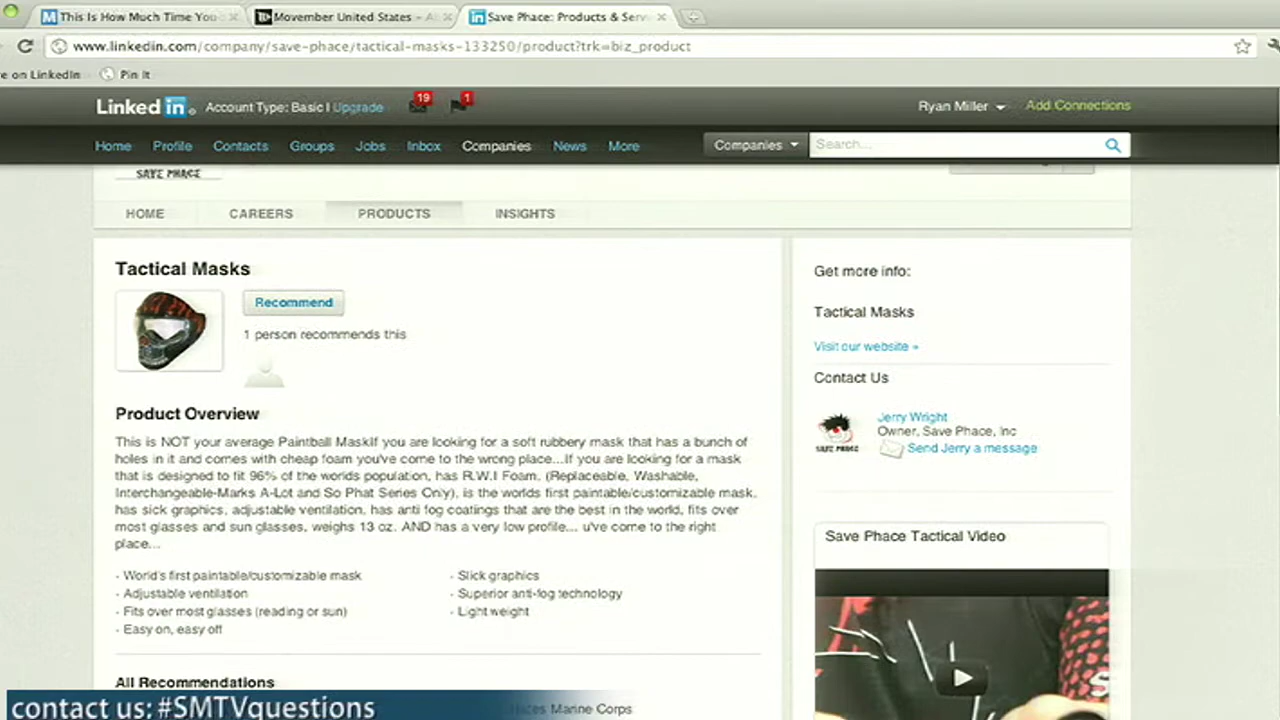 This Is How Much Time You
Movember United States - A
Save Phace: Products & Serv
www.linkedin.com/company/save-phace/tactical-masks-133250/product?trk=biz_product
re on LinkedIn
Pin It
Linked in
Account Type: Basic | Upgrade
19
1
Ryan Miller
Add Connections
Home
Profile
Contacts
Groups
Jobs
Inbox
Companies
News
More
Companies
Search...
SAVE PHACE
HOME
CAREERS
PRODUCTS
INSIGHTS
Tactical Masks
Recommend
1 person recommends this
Product Overview
This is NOT your average Paintball MaskIf you are looking for a soft rubbery mask that has a bunch of
holes in it and comes with cheap foam you've come to the wrong place...If you are looking for a mask
that is designed to fit 96% of the worlds population, has R.W.I Foam, (Replaceable, Washable,
Interchangeable-Marks A-Lot and So Phat Series Only), is the worlds first paintable/customizable mask,
has sick graphics, adjustable ventilation, has anti fog coatings that are the best in the world, fits over
most glasses and sun glasses, weighs 13 oz. AND has a very low profile... u've come to the right
place...
- World's first paintable/customizable mask
- Adjustable ventilation
- Fits over most glasses (reading or sun)
- Easy on, easy off
- Slick graphics
- Superior anti-fog technology
- Light weight
All Recommendations
Marine Corps
Get more info:
Tactical Masks
Visit our website »
Contact Us
SAVE PHACE
Jerry Wright
Owner, Save Phace, Inc
Send Jerry a message
Save Phace Tactical Video
contact us: #SMTVquestions